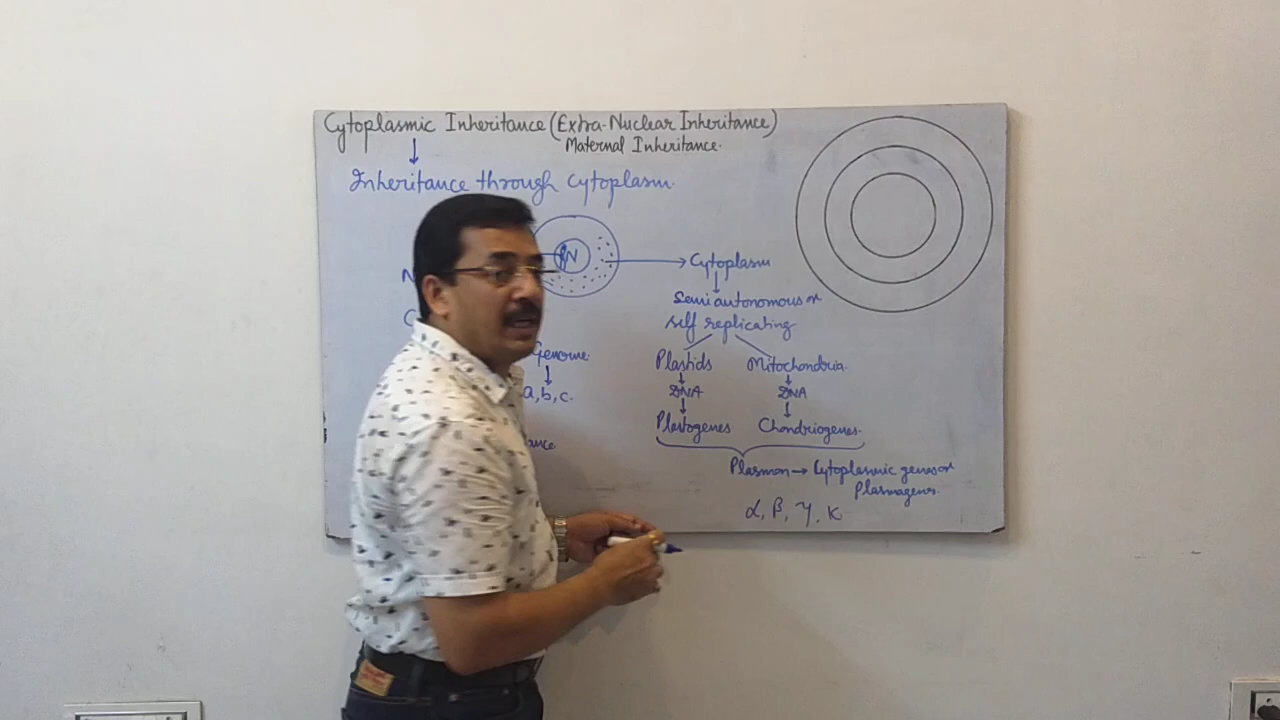 Cytoplasmic Inheritance (Extra-Nuclear Inheritance)
Maternal Inheritance.
Inheritance through cytoplasm.
N
Cytoplasm
Semi autonomous or
self replicating
Genome
a, b, c.
Plastids Mitochondria.
DNA DNA
Plastogenes Chondriogenes.
Plasmon → Cytoplasmic genes or
Plasmagenes.
α, β, γ, K